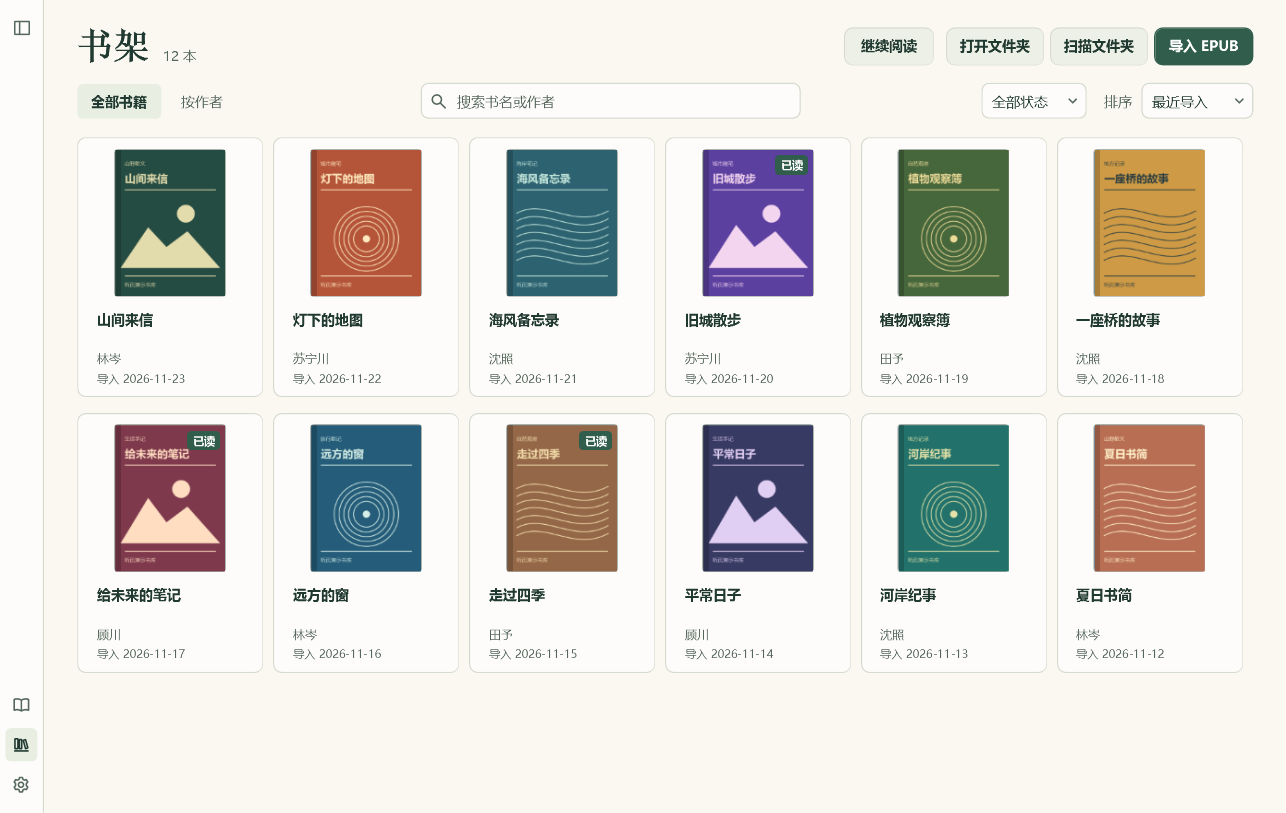 书架 12 本
继续阅读 打开文件夹 扫描文件夹 导入 EPUB
全部书籍 按作者 搜索书名或作者 全部状态 排序 最近导入
山间来信
灯下的地图
海风备忘录
已读
旧城散步
植物观察簿
一座桥的故事
山间来信
林岑
导入 2026-11-23
灯下的地图
苏宁川
导入 2026-11-22
海风备忘录
沈照
导入 2026-11-21
旧城散步
苏宁川
导入 2026-11-20
植物观察簿
田予
导入 2026-11-19
一座桥的故事
沈照
导入 2026-11-18
已读
给未来的笔记
远方的窗
已读
走过四季
平常日子
河岸纪事
夏日书简
给未来的笔记
顾川
导入 2026-11-17
远方的窗
林岑
导入 2026-11-16
走过四季
田予
导入 2026-11-15
平常日子
顾川
导入 2026-11-14
河岸纪事
沈照
导入 2026-11-13
夏日书简
林岑
导入 2026-11-12